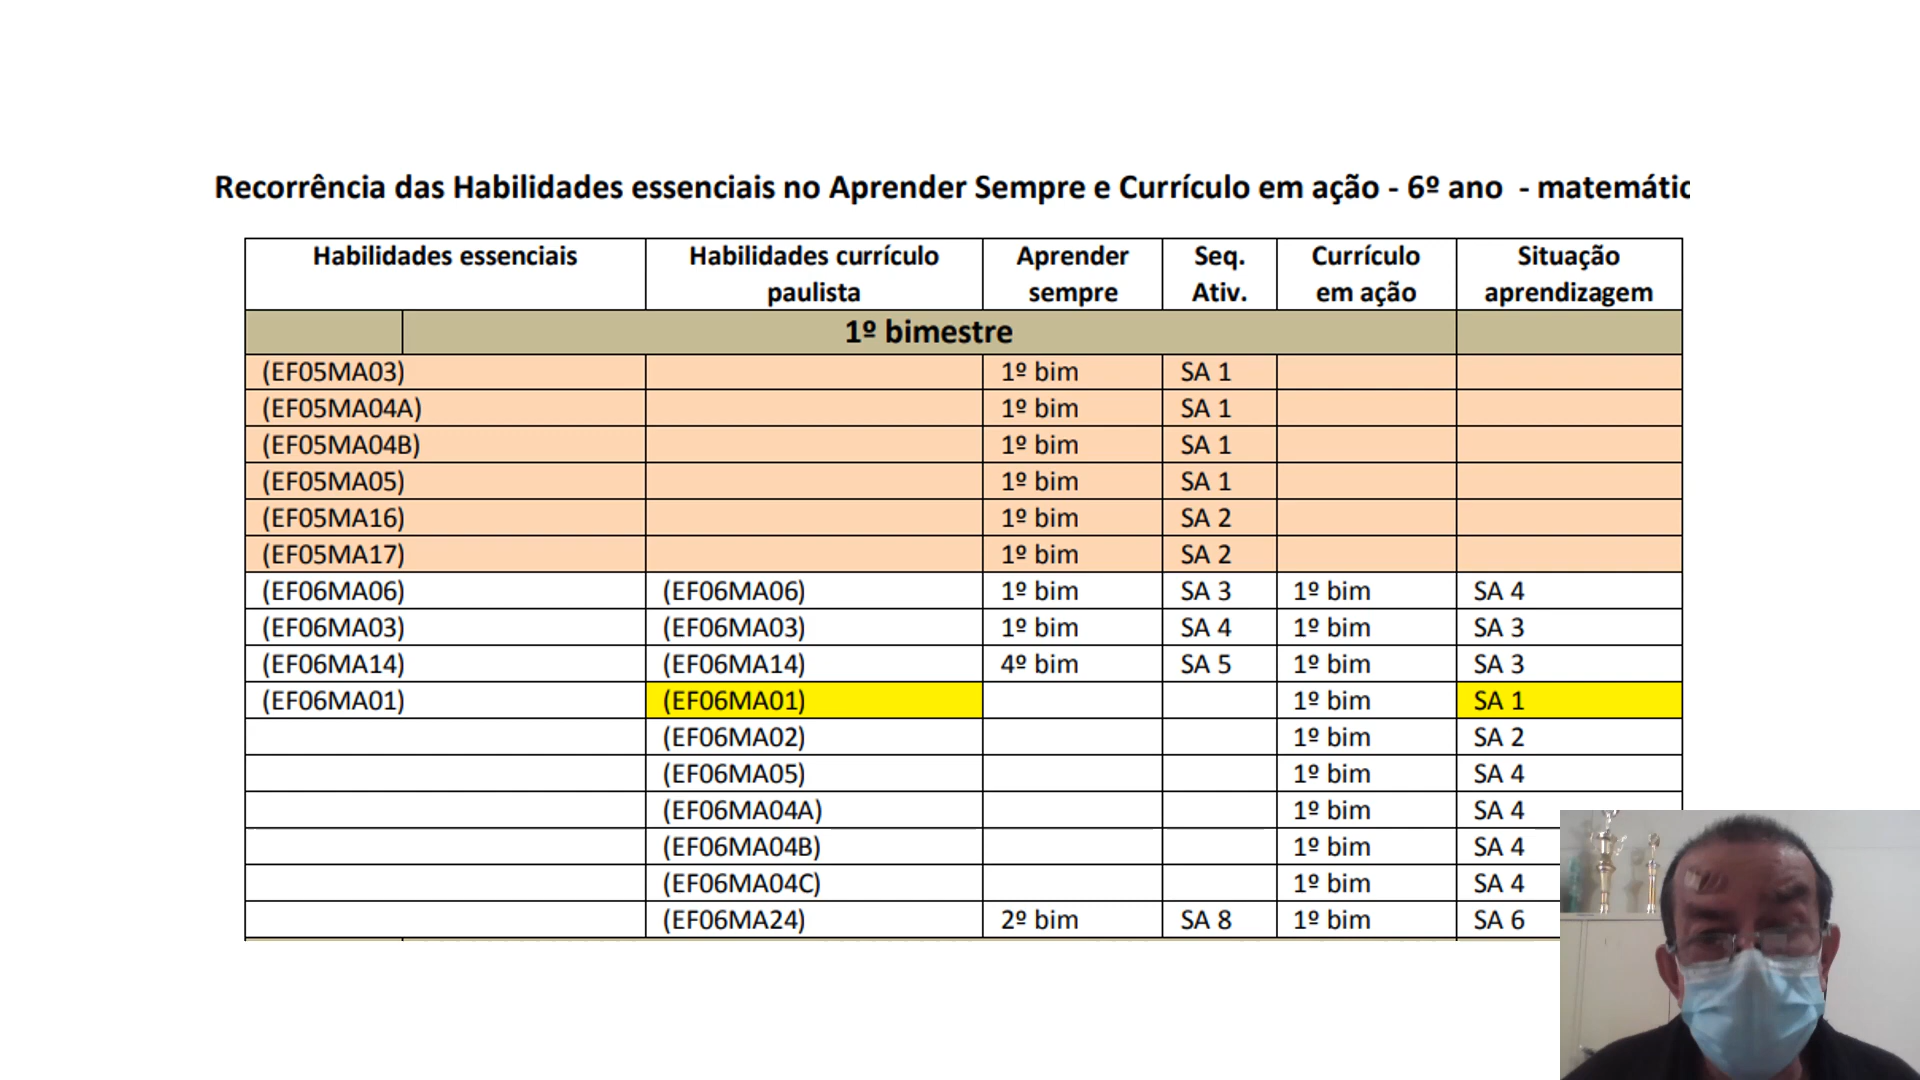 Recorrência das Habilidades essenciais no Aprender Sempre e Currículo em ação - 6º ano - matemátic
Habilidades essenciais Habilidades currículo paulista Aprender sempre Seq. Ativ. Currículo em ação Situação aprendizagem
1º bimestre
(EF05MA03) 1º bim SA 1
(EF05MA04A) 1º bim SA 1
(EF05MA04B) 1º bim SA 1
(EF05MA05) 1º bim SA 1
(EF05MA16) 1º bim SA 2
(EF05MA17) 1º bim SA 2
(EF06MA06) (EF06MA06) 1º bim SA 3 1º bim SA 4
(EF06MA03) (EF06MA03) 1º bim SA 4 1º bim SA 3
(EF06MA14) (EF06MA14) 4º bim SA 5 1º bim SA 3
(EF06MA01) (EF06MA01) 1º bim SA 1
(EF06MA02) 1º bim SA 2
(EF06MA05) 1º bim SA 4
(EF06MA04A) 1º bim SA 4
(EF06MA04B) 1º bim SA 4
(EF06MA04C) 1º bim SA 4
(EF06MA24) 2º bim SA 8 1º bim SA 6